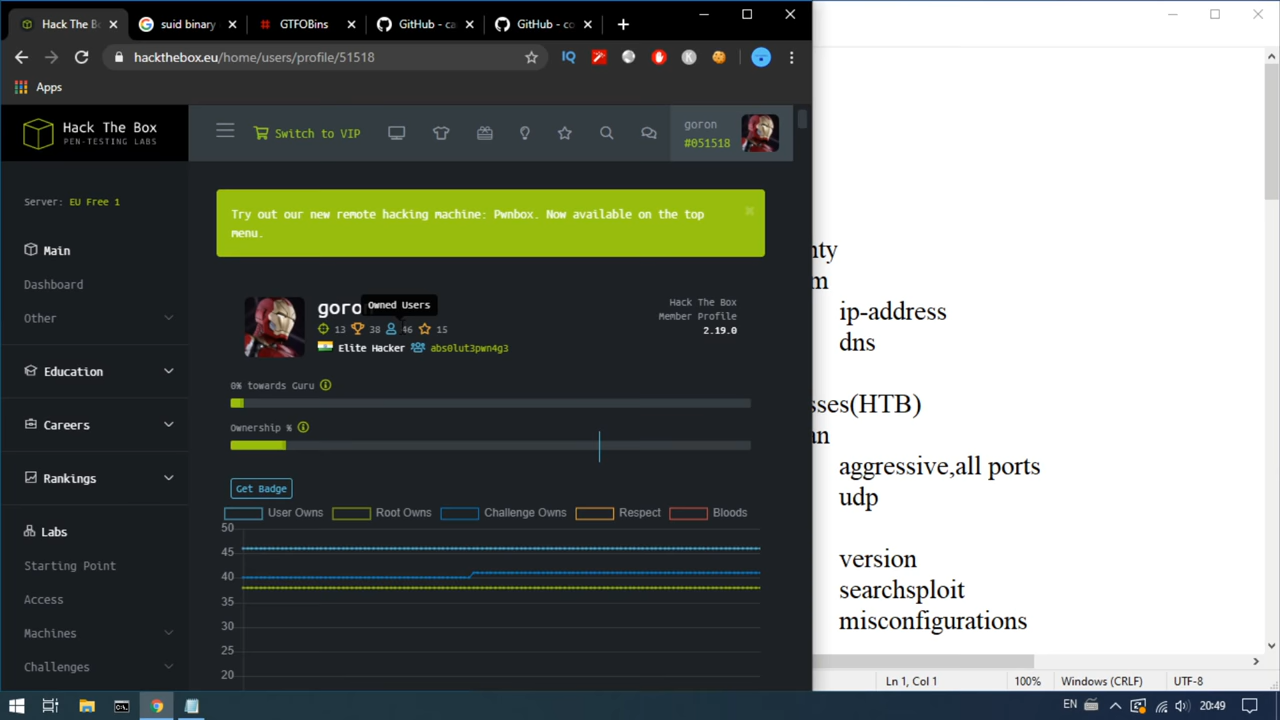 Hack The B
suid binary
GTFOBins
GitHub - ca
GitHub - co
hackthebox.eu/home/users/profile/51518
Apps
Hack The Box
PEN-TESTING LABS
Switch to VIP
goron
#051518
Server: EU Free 1
Main
Dashboard
Other
Education
Careers
Rankings
Labs
Starting Point
Access
Machines
Challenges
Try out our new remote hacking machine: Pwnbox. Now available on the top
menu.
goro
Owned Users
13 38 46 15
Elite Hacker abs0lut3pwn4g3
Hack The Box
Member Profile
2.19.0
0% towards Guru
Ownership %
Get Badge
User Owns Root Owns Challenge Owns Respect Bloods
50
45
40
35
30
25
20
nty
m
ip-address
dns
sses(HTB)
an
aggressive,all ports
udp
version
searchsploit
misconfigurations
Ln 1, Col 1 100% Windows (CRLF) UTF-8
EN 20:49